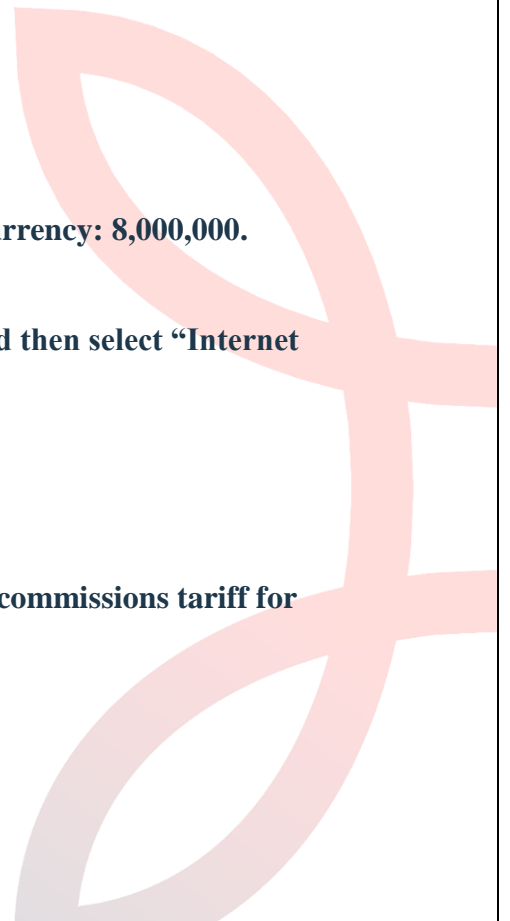 rrency: 8,000,000.
d then select “Internet
commissions tariff for